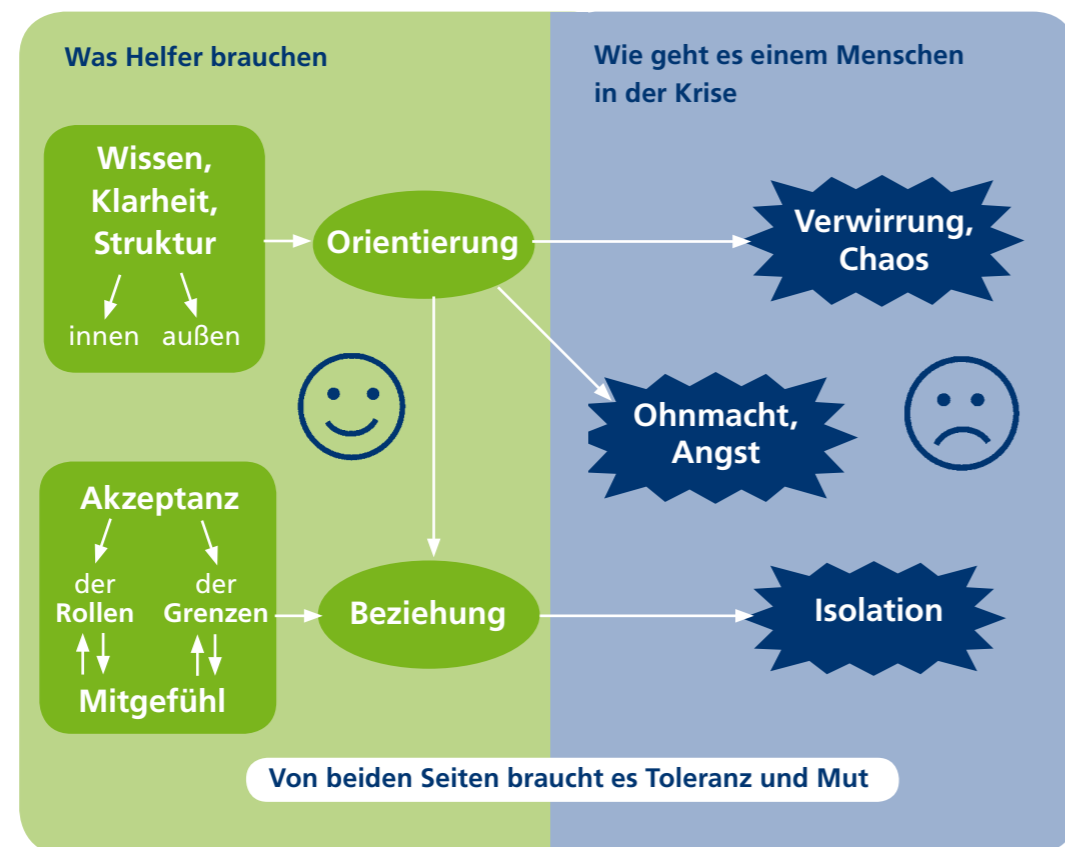 Was Helfer brauchen
Wie geht es einem Menschen
in der Krise
Wissen,
Klarheit,
Struktur
innen außen
Orientierung
Verwirrung,
Chaos
Ohnmacht,
Angst
Akzeptanz
der der
Rollen Grenzen
Mitgefühl
Beziehung
Isolation
Von beiden Seiten braucht es Toleranz und Mut